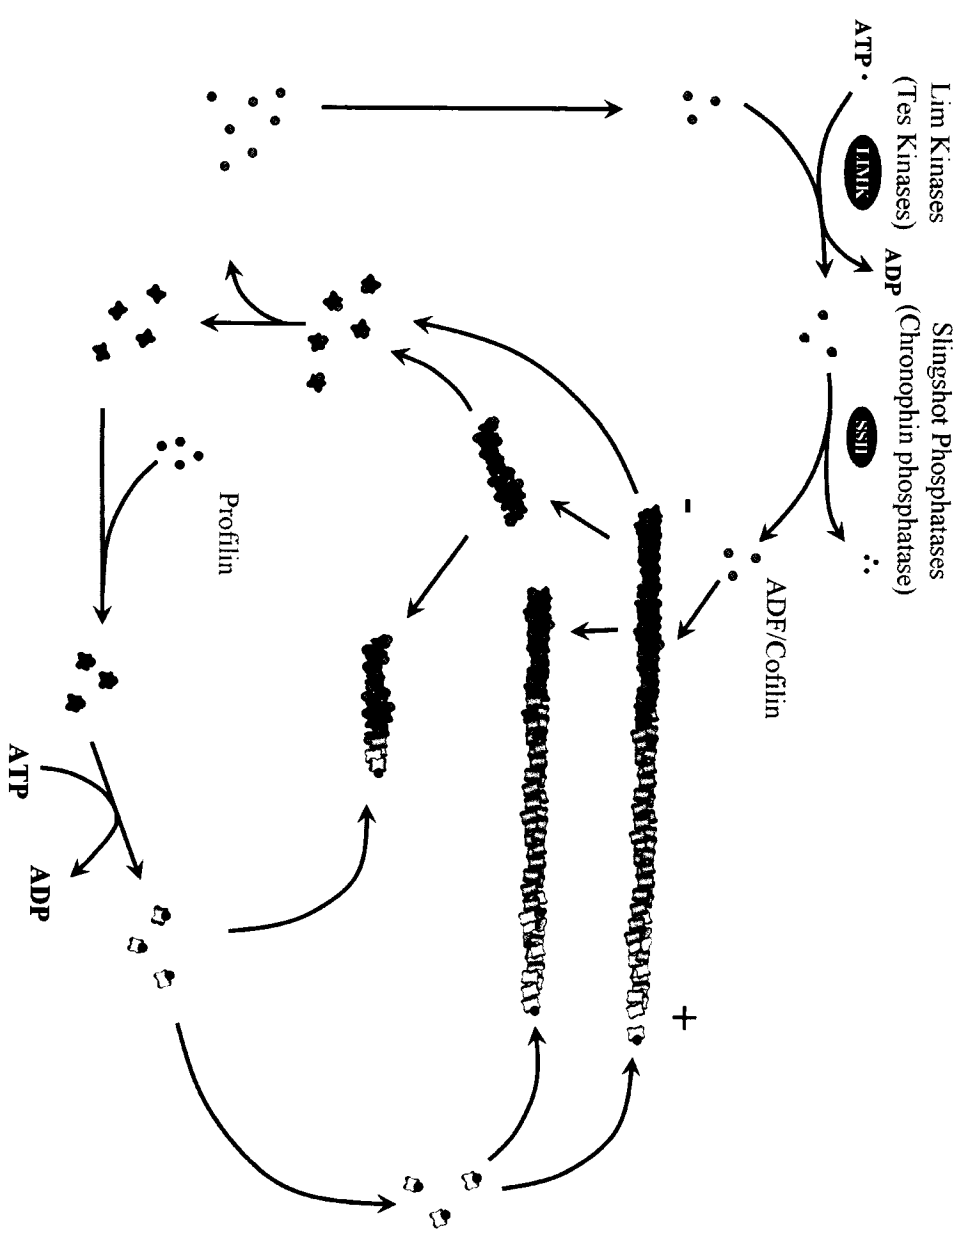 Lim Kinases
(Tes Kinases)
ATP
LIMK
ADP
Slingshot Phosphatases
(Chronophin phosphatase)
SSH
ADF/Cofilin
-
+
Profilin
ATP
ADP